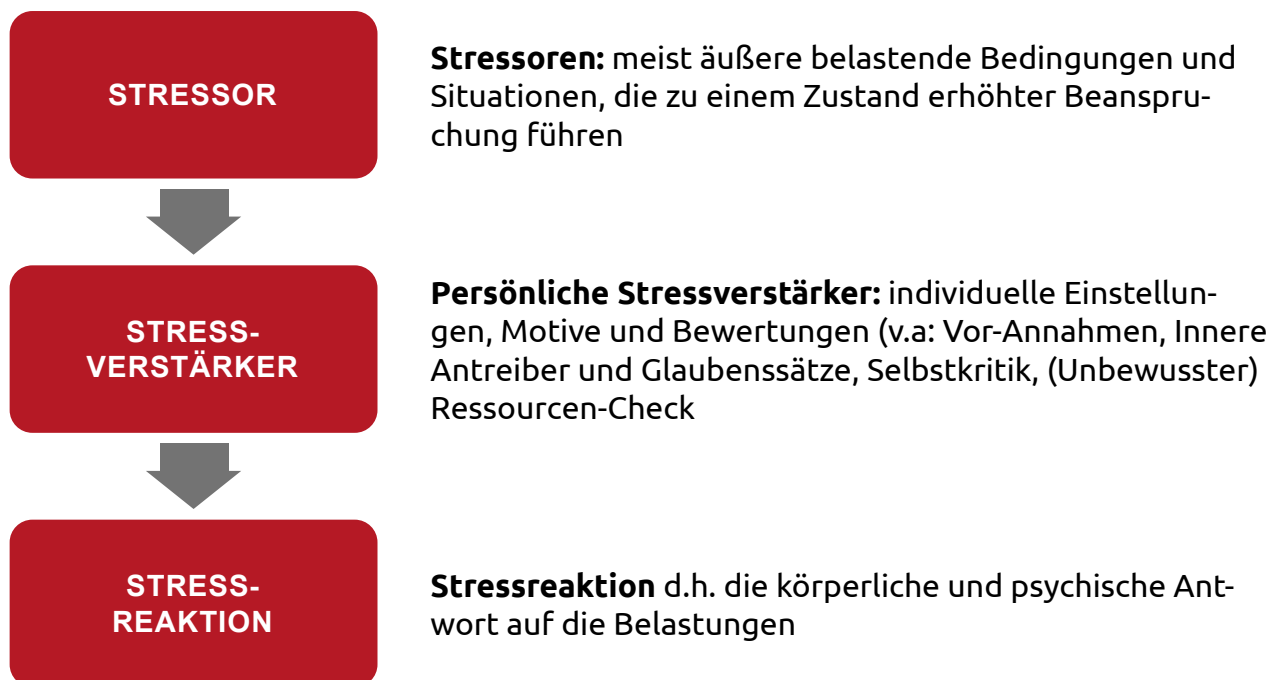 STRESSOR
Stressoren: meist äußere belastende Bedingungen und
Situationen, die zu einem Zustand erhöhter Beanspru-
chung führen
STRESS-
VERSTÄRKER
Persönliche Stressverstärker: individuelle Einstellun-
gen, Motive und Bewertungen (v.a: Vor-Annahmen, Innere
Antreiber und Glaubenssätze, Selbstkritik, (Unbewusster)
Ressourcen-Check
STRESS-
REAKTION
Stressreaktion d.h. die körperliche und psychische Ant-
wort auf die Belastungen